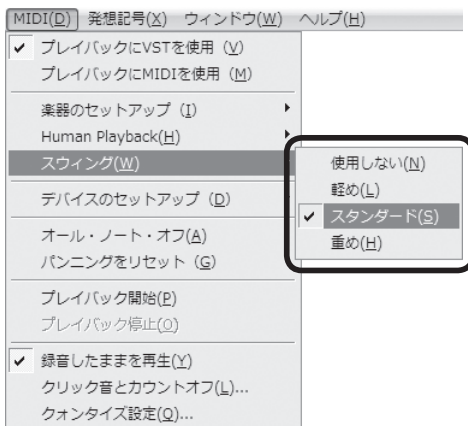 MIDI(D) 発想記号(X) ウィンドウ(W) ヘルプ(H)
プレイバックにVSTを使用 (V)
プレイバックにMIDIを使用 (M)
楽器のセットアップ (I)
Human Playback(H)
スウィング(W)
使用しない(N)
軽め(L)
スタンダード(S)
重め(H)
デバイスのセットアップ (D)
オール・ノート・オフ(A)
パンニングをリセット (G)
プレイバック開始(P)
プレイバック停止(O)
録音したままを再生(Y)
クリック音とカウントオフ(L)...
クォンタイズ設定(Q)...